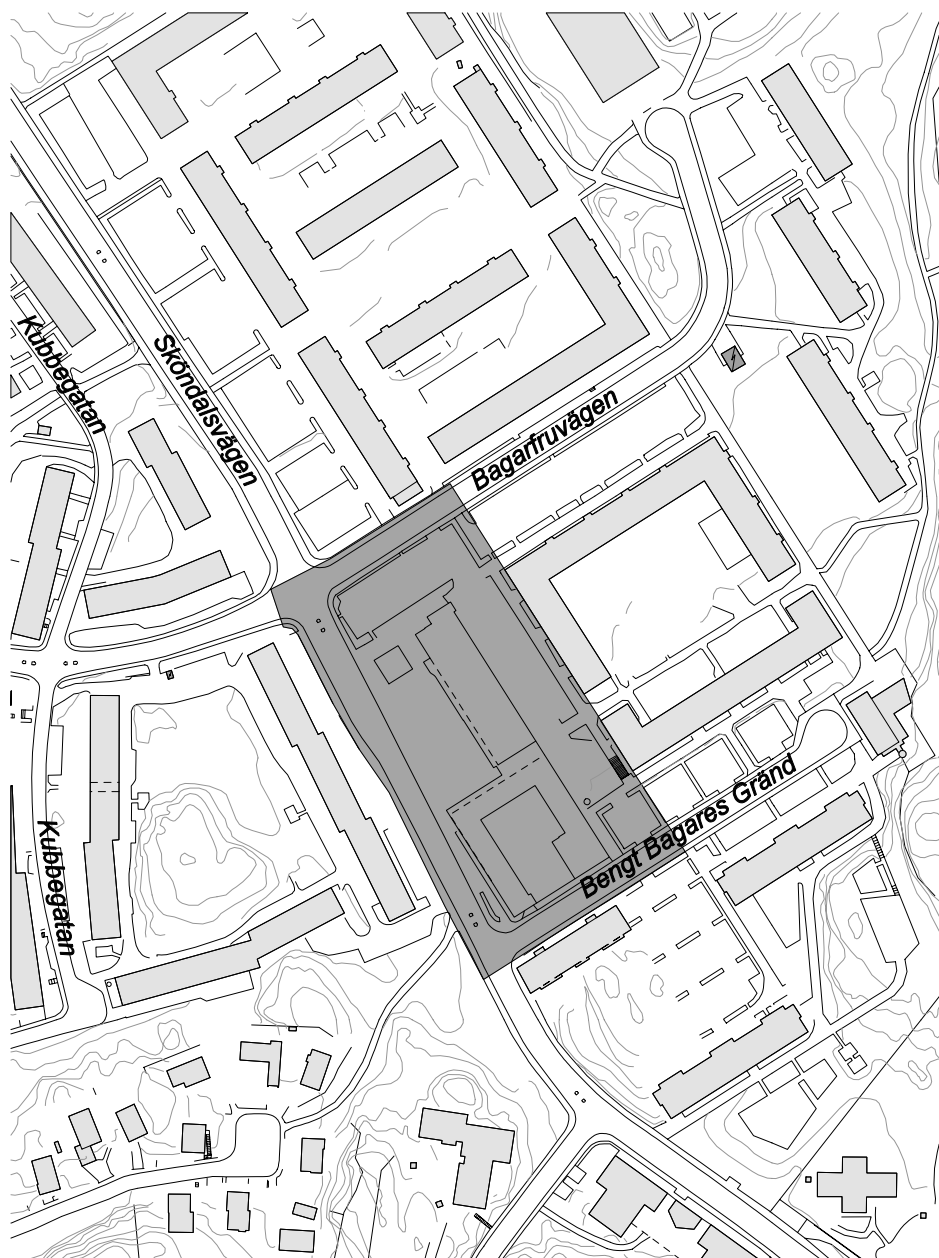 Kubbegatan
Sköndalsvägen
Bagarfruvägen
Bengt Bagares Gränd
Kubbegatan